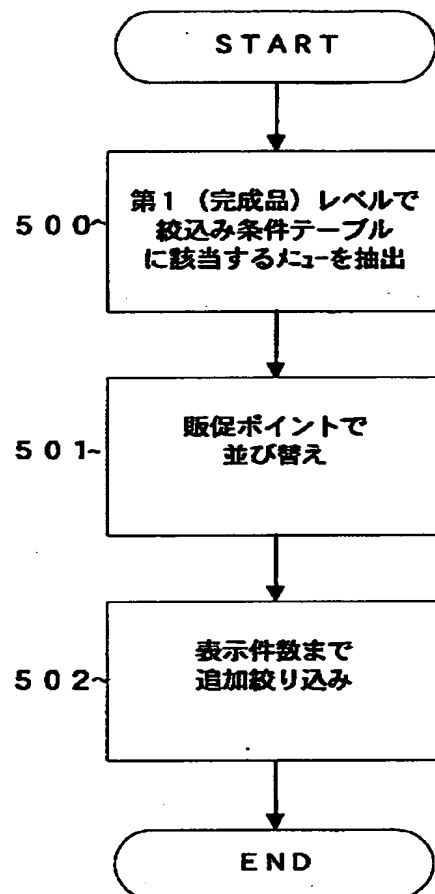 START
500~
第1 (完成品) レベルで
絞込み条件テーブル
に該当するメニューを抽出
501~
販促ポイントで
並び替え
502~
表示件数まで
追加絞り込み
END